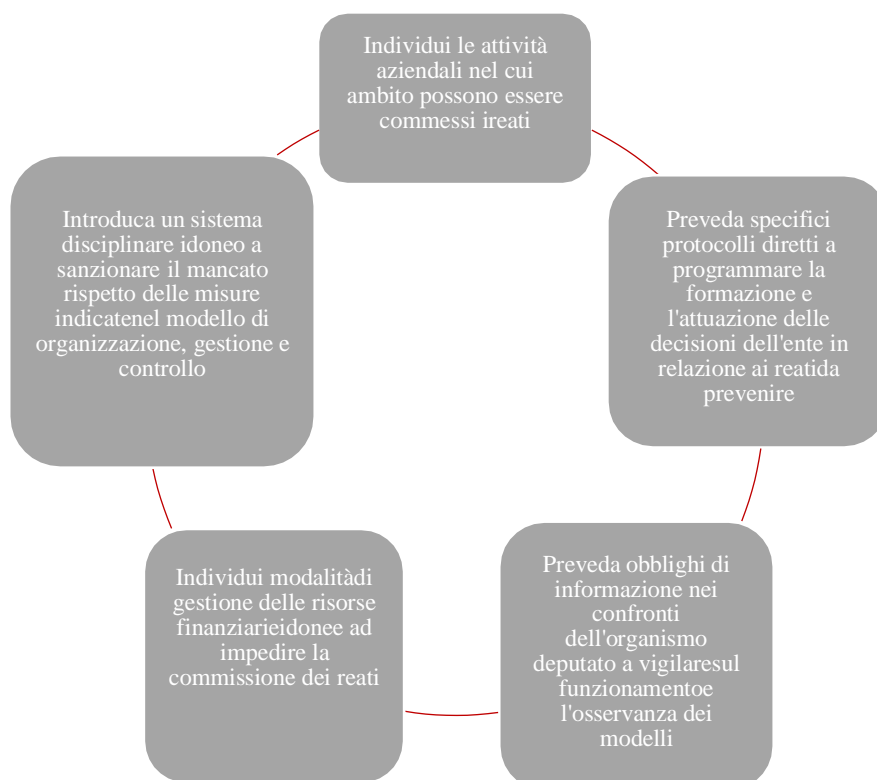 Individui le attività
aziendali nel cui
ambito possono essere
commessi ireati
Preveda specifici
protocolli diretti a
programmare la
formazione e
l'attuazione delle
decisioni dell'ente in
relazione ai reatida
prevenire
Preveda obblighi di
informazione nei
confronti
dell'organismo
deputato a vigilaresul
funzionamentoe
l'osservanza dei
modelli
Individui modalitàdi
gestione delle risorse
finanziarieidonee ad
impedire la
commissione dei reati
Introduca un sistema
disciplinare idoneo a
sanzionare il mancato
rispetto delle misure
indicatenel modello di
organizzazione, gestione e
controllo